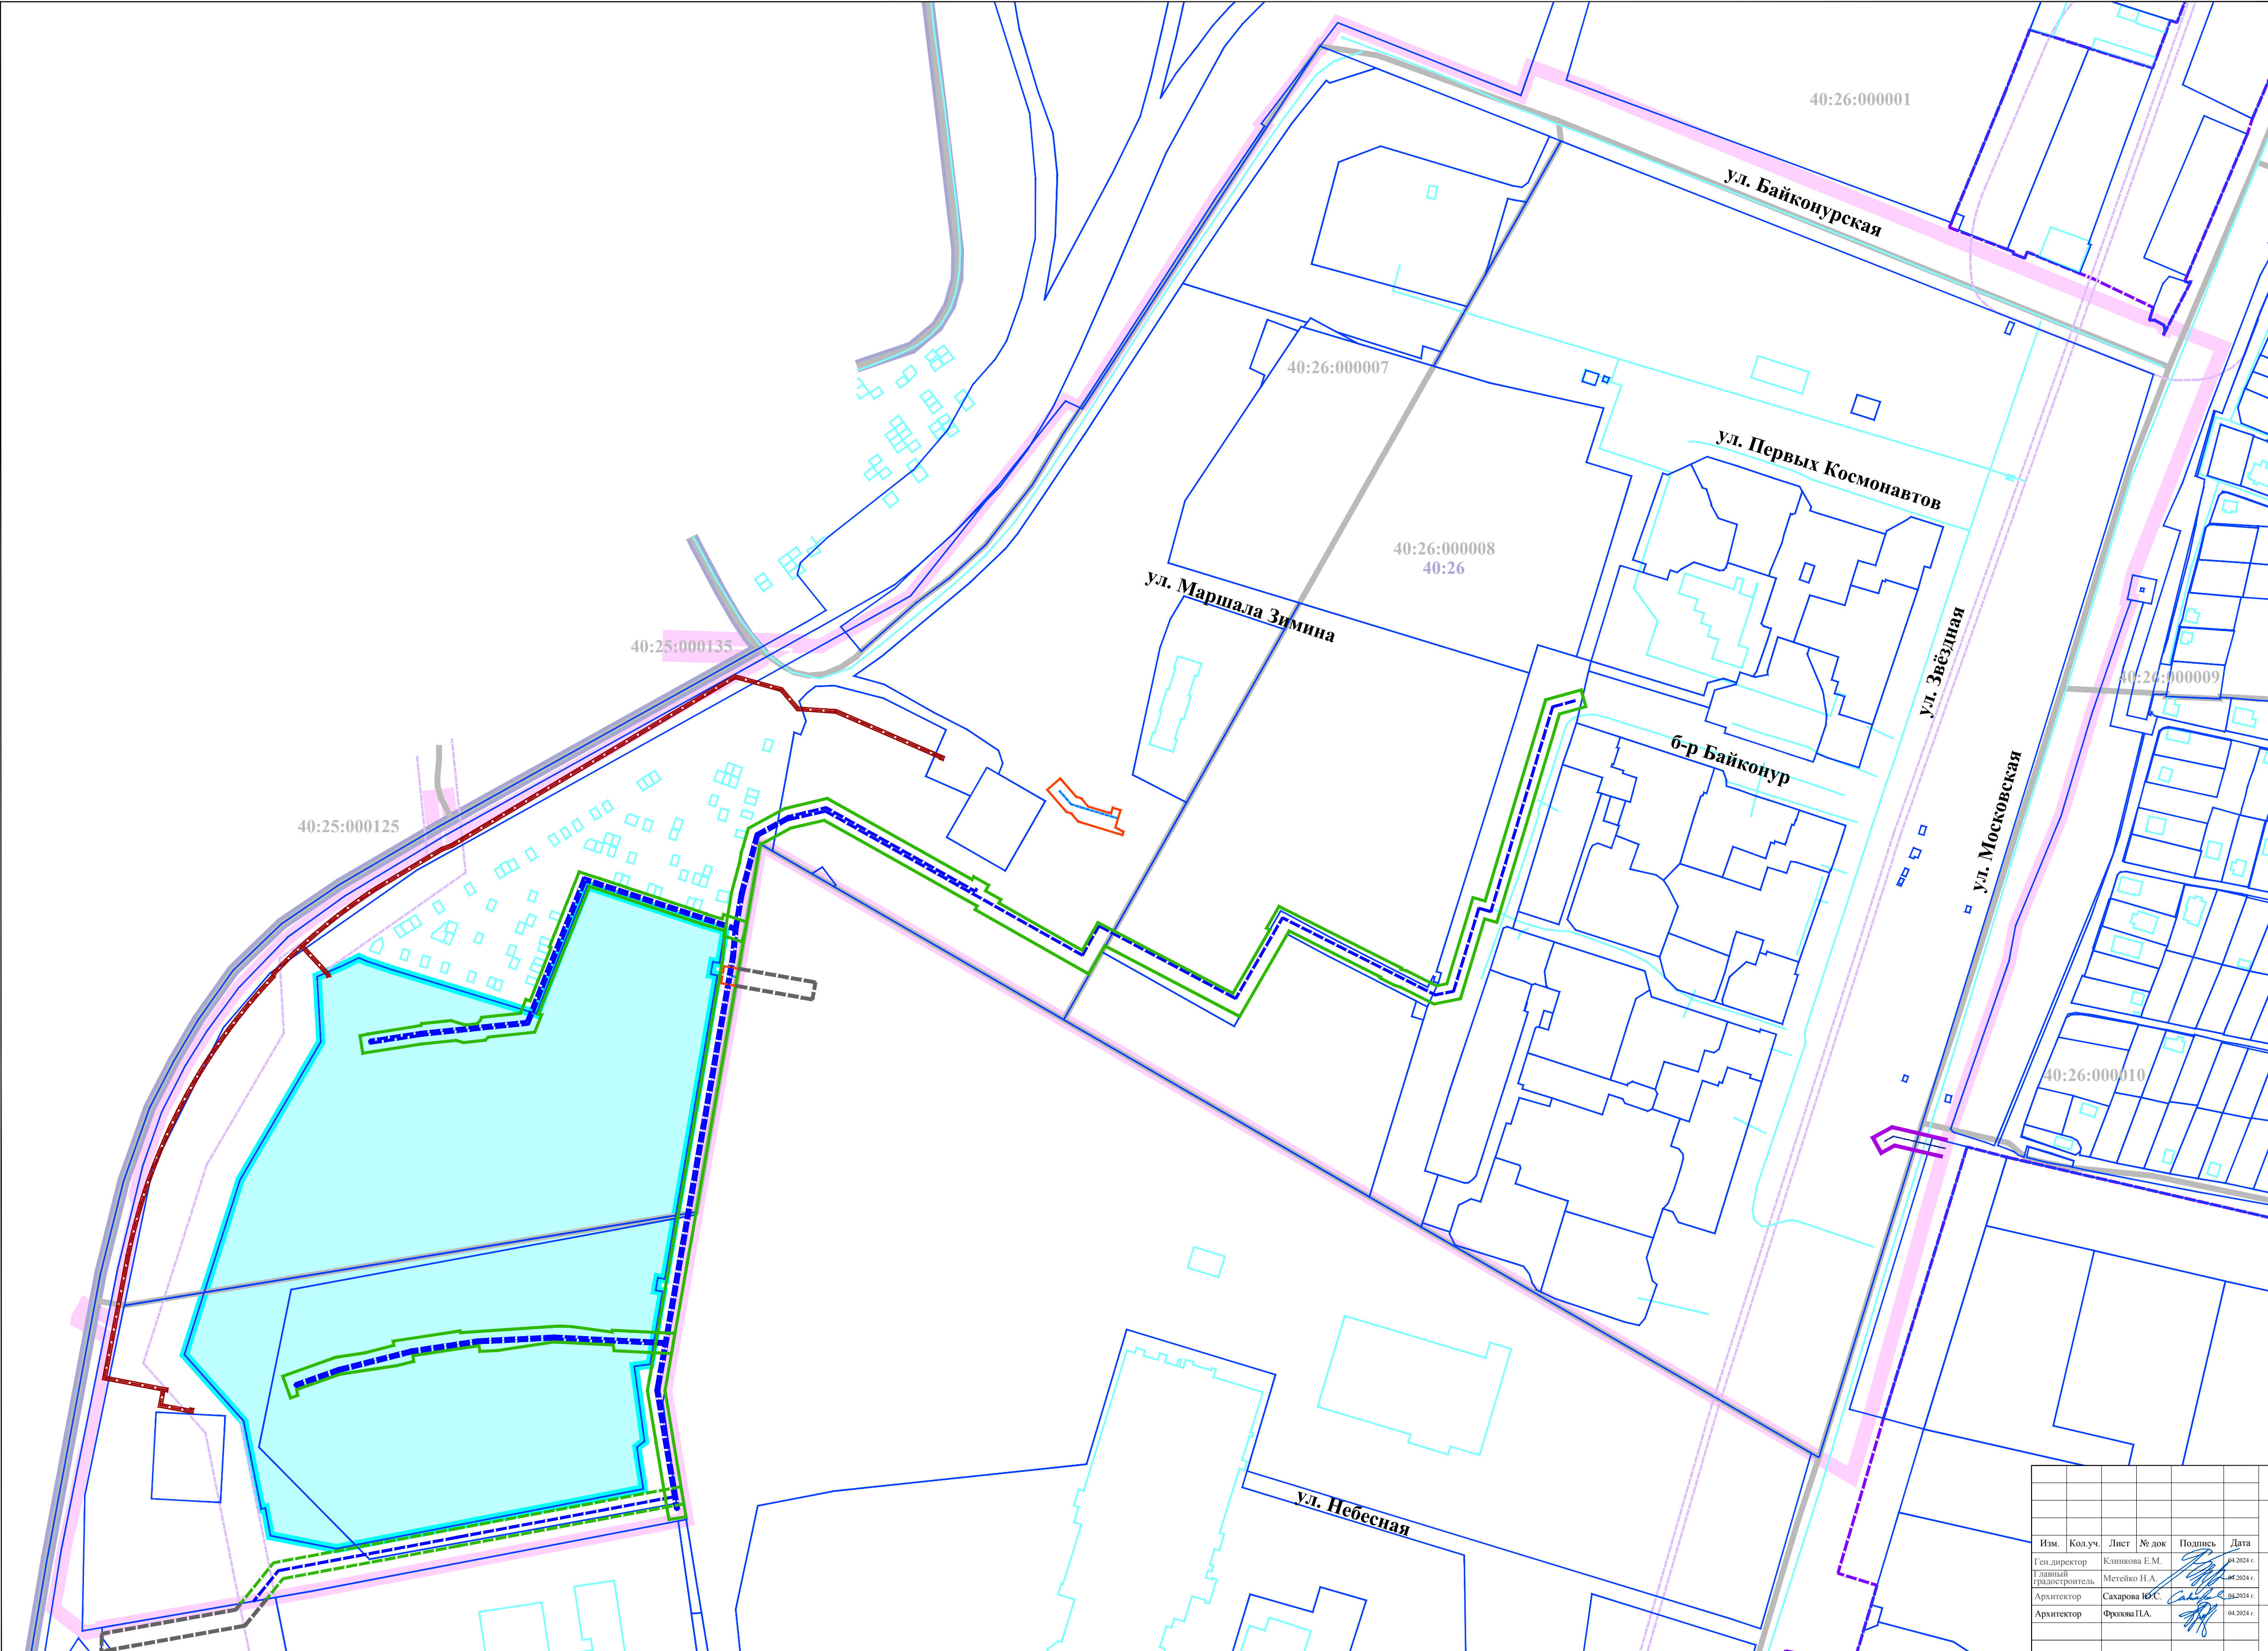 40:26:000001
ул. Байконурская
40:26:000007
ул. Первых Космонавтов
40:26:000008
40:26
ул. Маршала Зимина
40:25:000135
ул. Звёздная
40:26:000009
б-р Байконур
ул. Московская
40:25:000125
40:26:000010
ул. Небесная
Изм. Кол.уч. Лист № док Подпись Дата
Ген.директор Клинкова Е.М. 04.2024 г.
Главный градостроитель Метейко Н.А. 04.2024 г.
Архитектор Сахарова Ю.С. 04.2024 г.
Архитектор Фролова П.А. 04.2024 г.